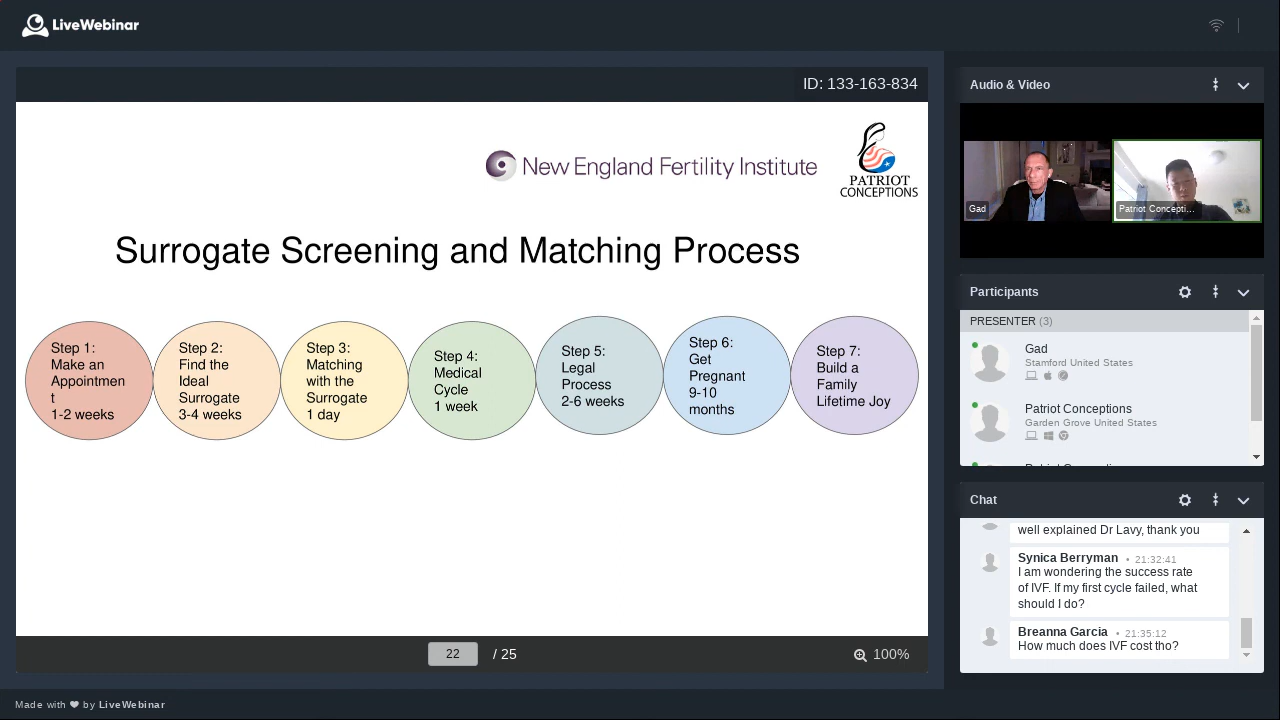 LiveWebinar
ID: 133-163-834
New England Fertility Institute
PATRIOT
CONCEPTIONS
Surrogate Screening and Matching Process
Step 1:
Make an
Appointmen
t
1-2 weeks
Step 2:
Find the
Ideal
Surrogate
3-4 weeks
Step 3:
Matching
with the
Surrogate
1 day
Step 4:
Medical
Cycle
1 week
Step 5:
Legal
Process
2-6 weeks
Step 6:
Get
Pregnant
9-10
months
Step 7:
Build a
Family
Lifetime Joy
22 / 25
100%
Audio & Video
Gad
Patriot Concepti...
Participants
PRESENTER (3)
Gad
Stamford United States
Patriot Conceptions
Garden Grove United States
Chat
well explained Dr Lavy, thank you
Synica Berryman • 21:32:41
I am wondering the success rate
of IVF. If my first cycle failed, what
should I do?
Breanna Garcia • 21:35:12
How much does IVF cost tho?
Made with by LiveWebinar